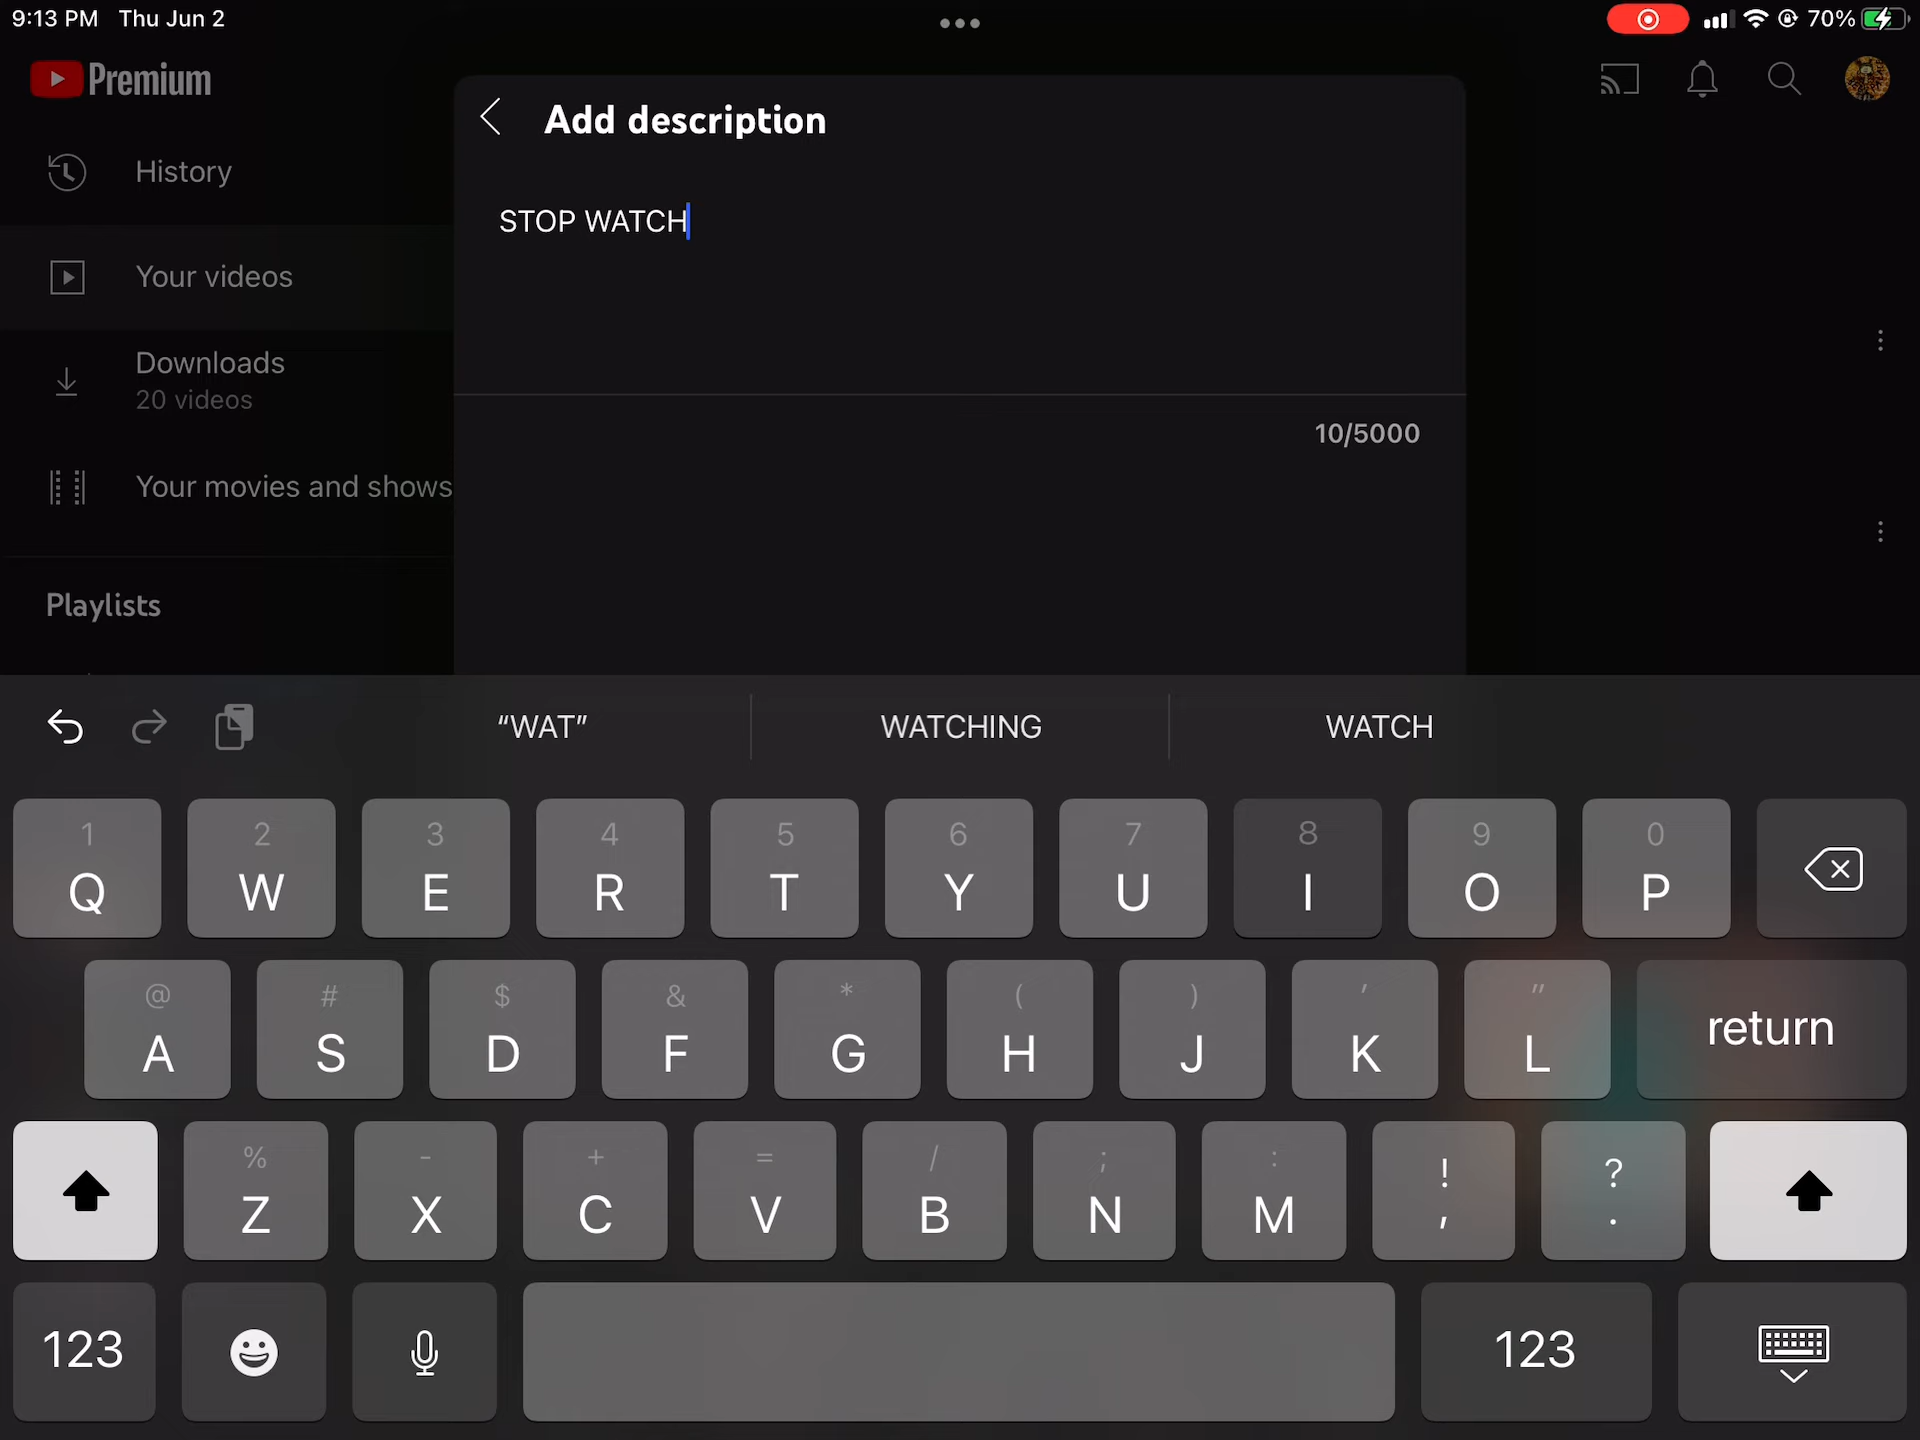 9:13 PM Thu Jun 2
70%
Premium
Add description
History
STOP WATCH
Your videos
Downloads
20 videos
10/5000
Your movies and shows
Playlists
“WAT” WATCHING WATCH
1 2 3 4 5 6 7 8 9 0
Q W E R T Y U I O P
@ # $ & * ( ) ' "
A S D F G H J K L return
% - + = / ; : ! ?
Z X C V B N M , .
123 123